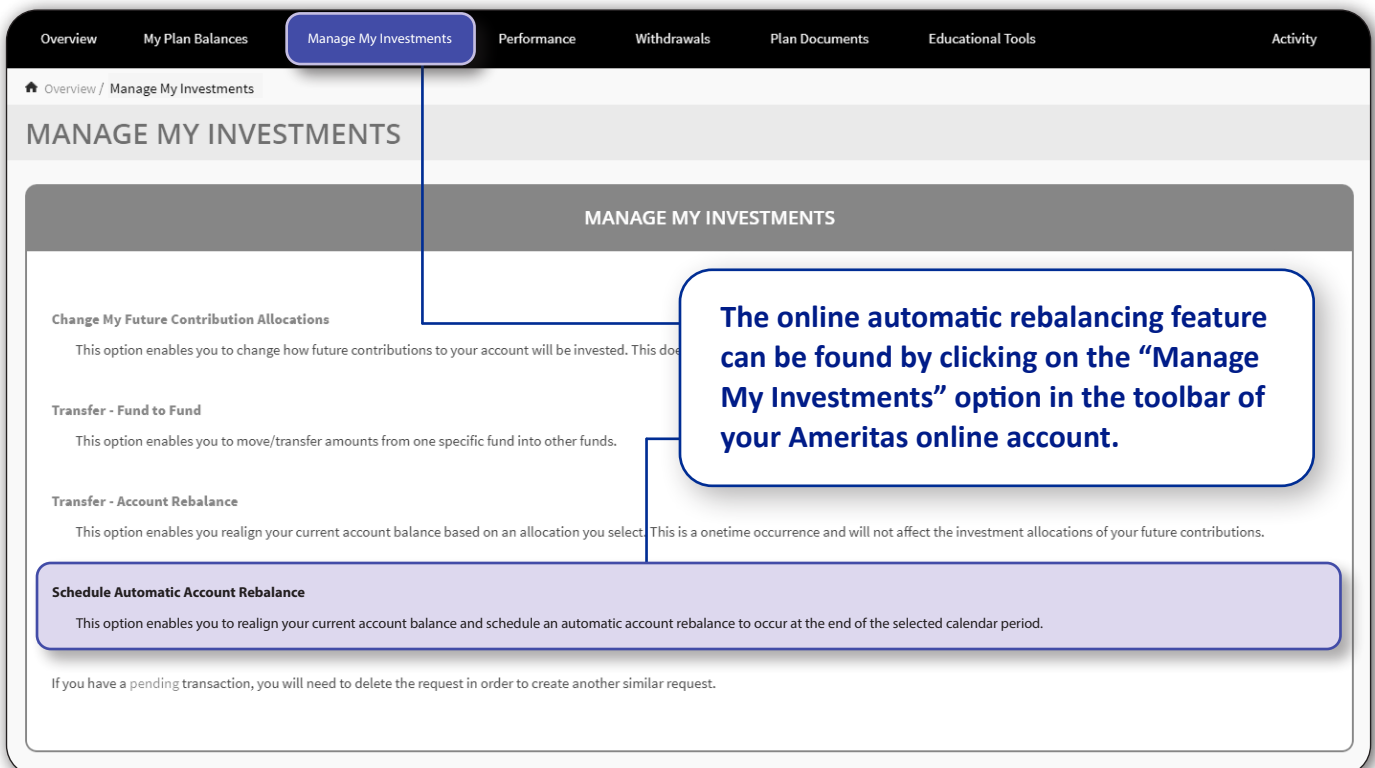 Overview My Plan Balances Manage My Investments Performance Withdrawals Plan Documents Educational Tools Activity
Overview / Manage My Investments
MANAGE MY INVESTMENTS
MANAGE MY INVESTMENTS
Change My Future Contribution Allocations
This option enables you to change how future contributions to your account will be invested. This doe
The online automatic rebalancing feature
can be found by clicking on the “Manage
My Investments” option in the toolbar of
your Ameritas online account.
Transfer - Fund to Fund
This option enables you to move/transfer amounts from one specific fund into other funds.
Transfer - Account Rebalance
This option enables you realign your current account balance based on an allocation you select. This is a onetime occurrence and will not affect the investment allocations of your future contributions.
Schedule Automatic Account Rebalance
This option enables you to realign your current account balance and schedule an automatic account rebalance to occur at the end of the selected calendar period.
If you have a pending transaction, you will need to delete the request in order to create another similar request.